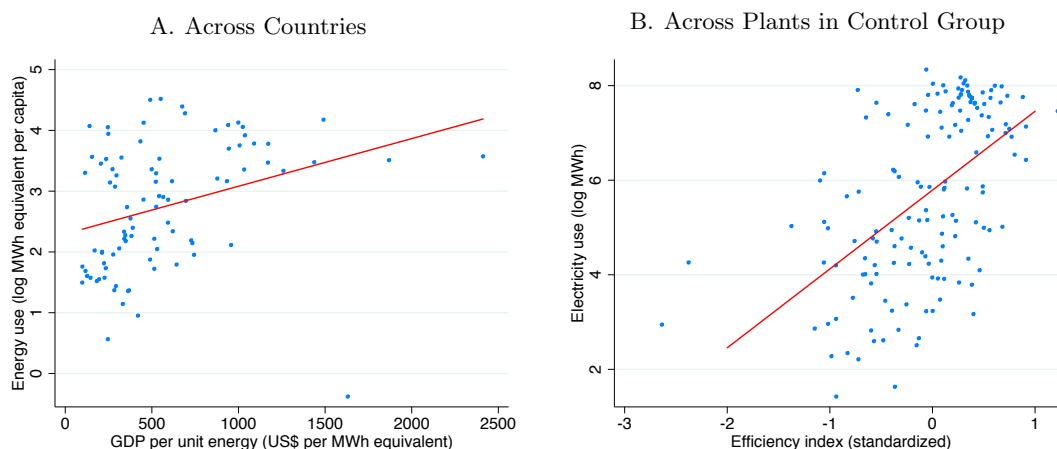 A. Across Countries
Energy use (log MWh equivalent per capita)
5
4
3
2
1
0
0 500 1000 1500 2000 2500
GDP per unit energy (US$ per MWh equivalent)
B. Across Plants in Control Group
Electricity use (log MWh)
8
6
4
2
-3 -2 -1 0 1
Efficiency index (standardized)